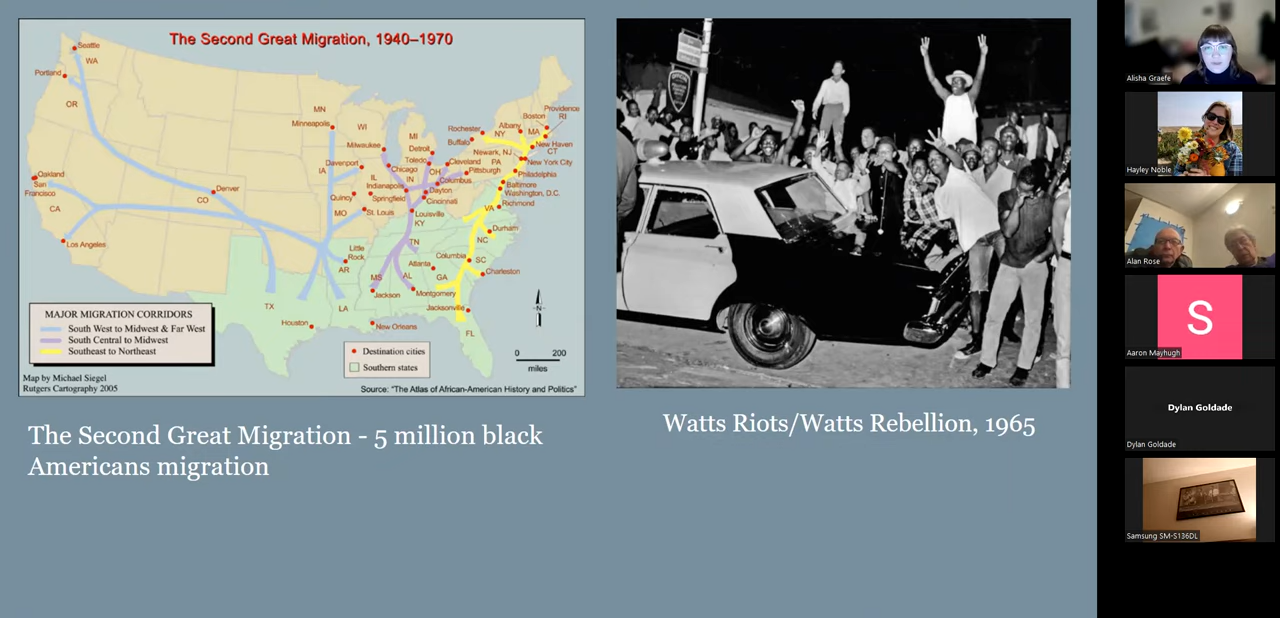 The Second Great Migration, 1940–1970
Seattle
WA
Portland
OR
MN
Minneapolis
WI
MI
Milwaukee
Detroit
Rochester
Buffalo
Albany
NY
Boston
Providence
RI
MA
New Haven
CT
Newark, NJ
New York City
PA
Philadelphia
Davenport
IA
Chicago
Toledo
Cleveland
Pittsburgh
OH
Columbus
IL
IN
Indianapolis
Dayton
Cincinnati
Springfield
Quincy
Baltimore
Washington, D.C.
Richmond
VA
Oakland
San
Francisco
CA
Denver
CO
MO
St. Louis
Louisville
KY
Durham
NC
Los Angeles
TN
Little
Rock
AR
Columbia
SC
Atlanta
GA
Charleston
MS
AL
Jackson
Montgomery
Jacksonville
TX
LA
Houston
New Orleans
FL
MAJOR MIGRATION CORRIDORS
South West to Midwest & Far West
South Central to Midwest
Southeast to Northeast
Destination cities
Southern states
N
0 200
miles
Map by Michael Siegel
Rutgers Cartography 2005
Source: "The Atlas of African-American History and Politics"
The Second Great Migration - 5 million black
Americans migration
Watts Riots/Watts Rebellion, 1965
Alisha Graefe
Hayley Noble
Alan Rose
S
Aaron Mayhugh
Dylan Goldade
Dylan Goldade
Samsung SM-S136DL